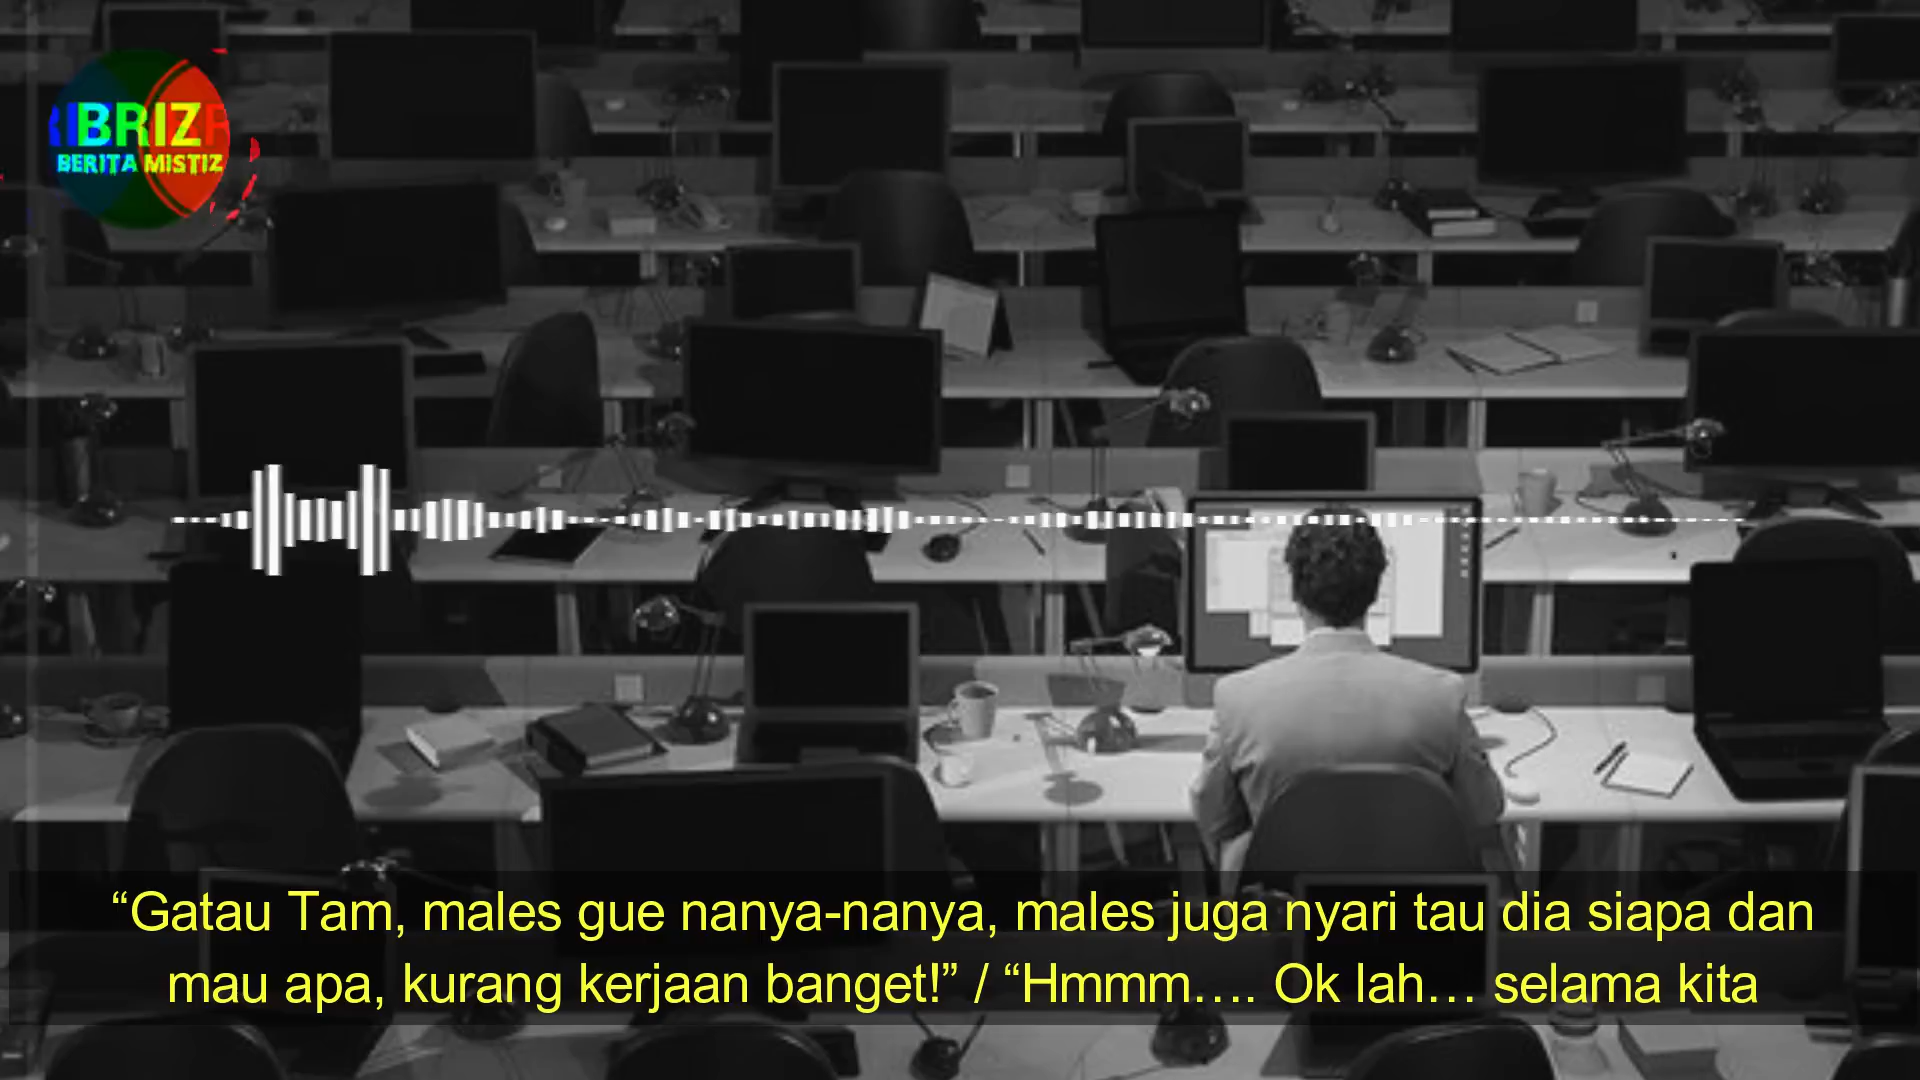 BRIZ
BERITA MISTIZ
“Gatau Tam, males gue nanya-nanya, males juga nyari tau dia siapa dan
mau apa, kurang kerjaan banget!” / “Hmmm…. Ok lah… selama kita